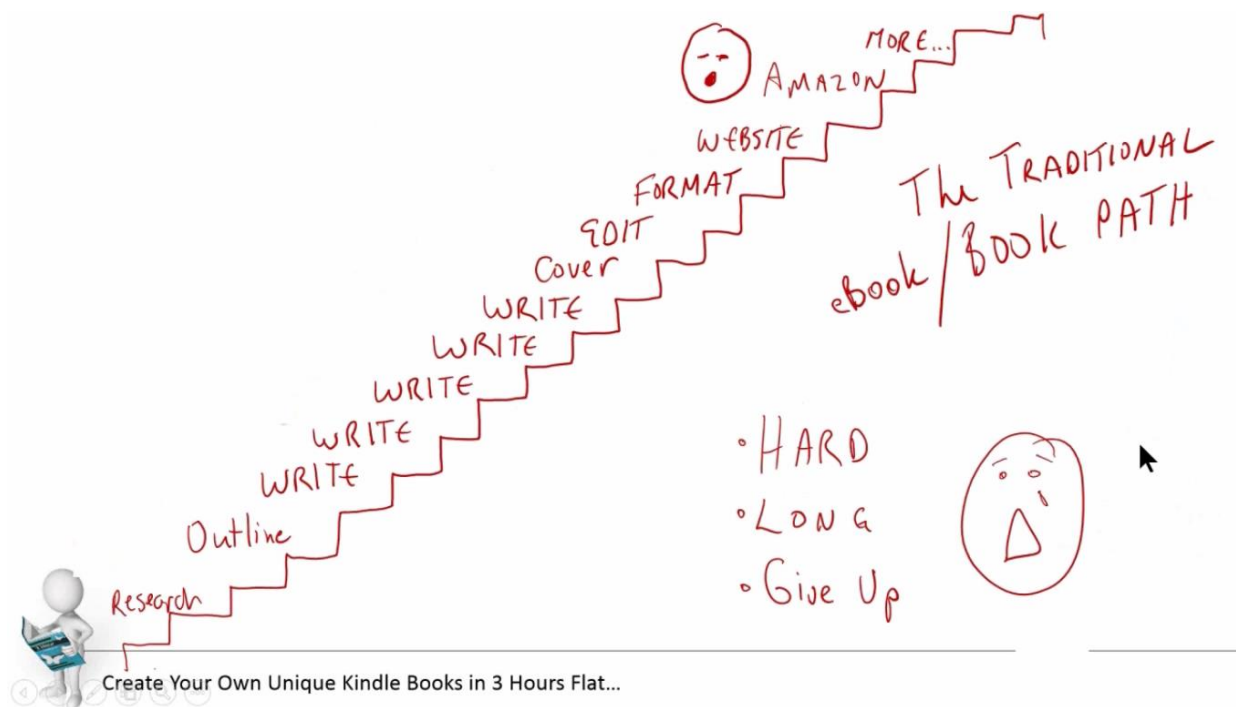 MORE...
AMAZON
WEBSITE
FORMAT
EDIT
Cover
WRITE
WRITE
WRITE
WRITE
WRITE
Outline
Research
The TRADITIONAL
eBook/BOOK PATH
• HARD
• LONG
• Give Up
Create Your Own Unique Kindle Books in 3 Hours Flat...